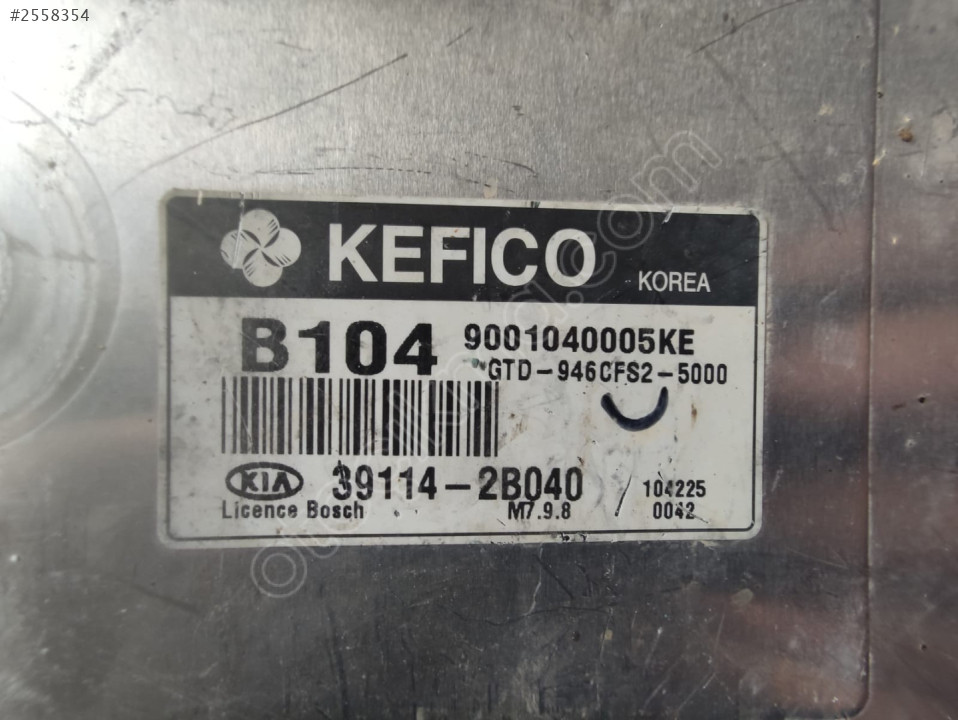 #2558354
KEFICO KOREA
B104 9001040005KE
GTD-946CFS2-5000
KIA 39114-2B040 104225
Licence Bosch M7.9.8 0042